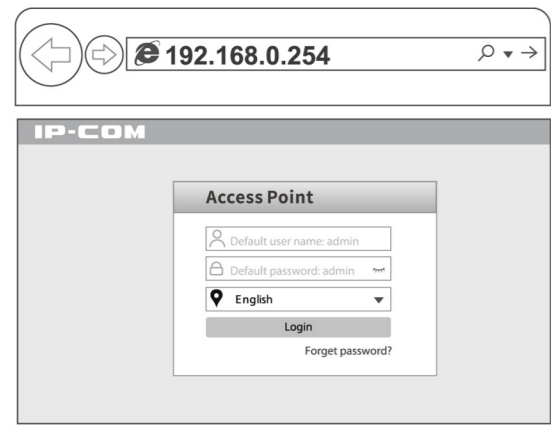 192.168.0.254
IP-COM
Access Point
Default user name: admin
Default password: admin
English
Login
Forget password?